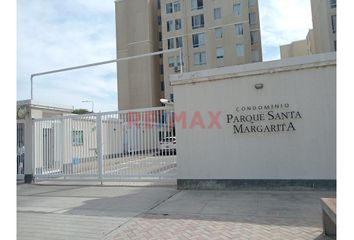 RE/MAX
CONDOMINIO
PARQUE SANTA
MARGARITA